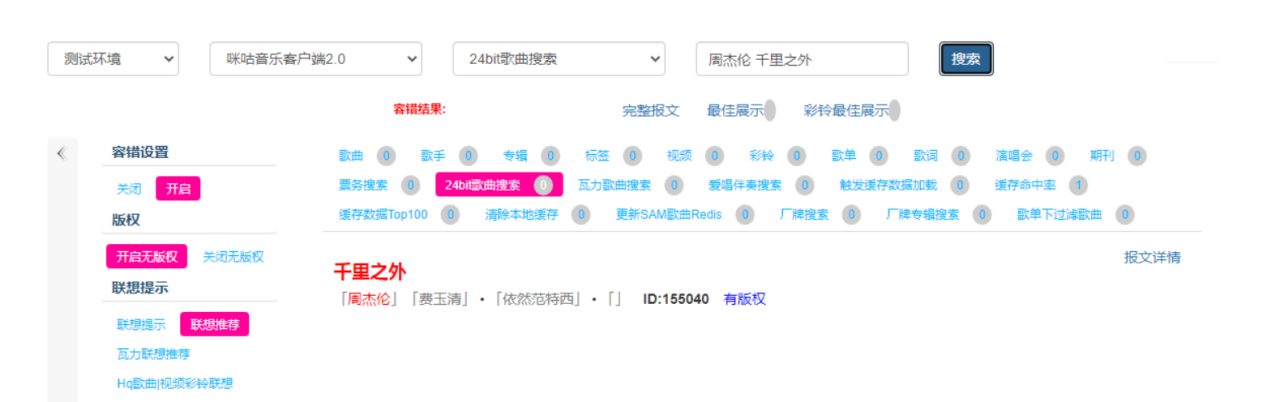 测试环境 咪咕音乐客户端2.0 24bit歌曲搜索 周杰伦 千里之外 搜索
容错结果: 完整报文 最佳展示 彩铃最佳展示
容错设置
关闭 开启
版权
开启无版权 关闭无版权
联想提示
联想提示 联想推荐
瓦力联想推荐
Hq歌曲|视频彩铃联想
歌曲 0 歌手 0 专辑 0 标签 0 视频 0 彩铃 0 歌单 0 歌词 0 演唱会 0 期刊 0
票务搜索 0 24bit歌曲搜索 0 瓦力歌曲搜索 0 爱唱伴奏搜索 0 触发缓存数据加载 0 缓存命中率 1
缓存数据Top100 0 清除本地缓存 0 更新SAM歌曲Redis 0 厂牌搜索 0 厂牌专辑搜索 0 歌单下过滤歌曲 0
报文详情
千里之外
「周杰伦」「费玉清」·「依然范特西」·「」 ID:155040 有版权